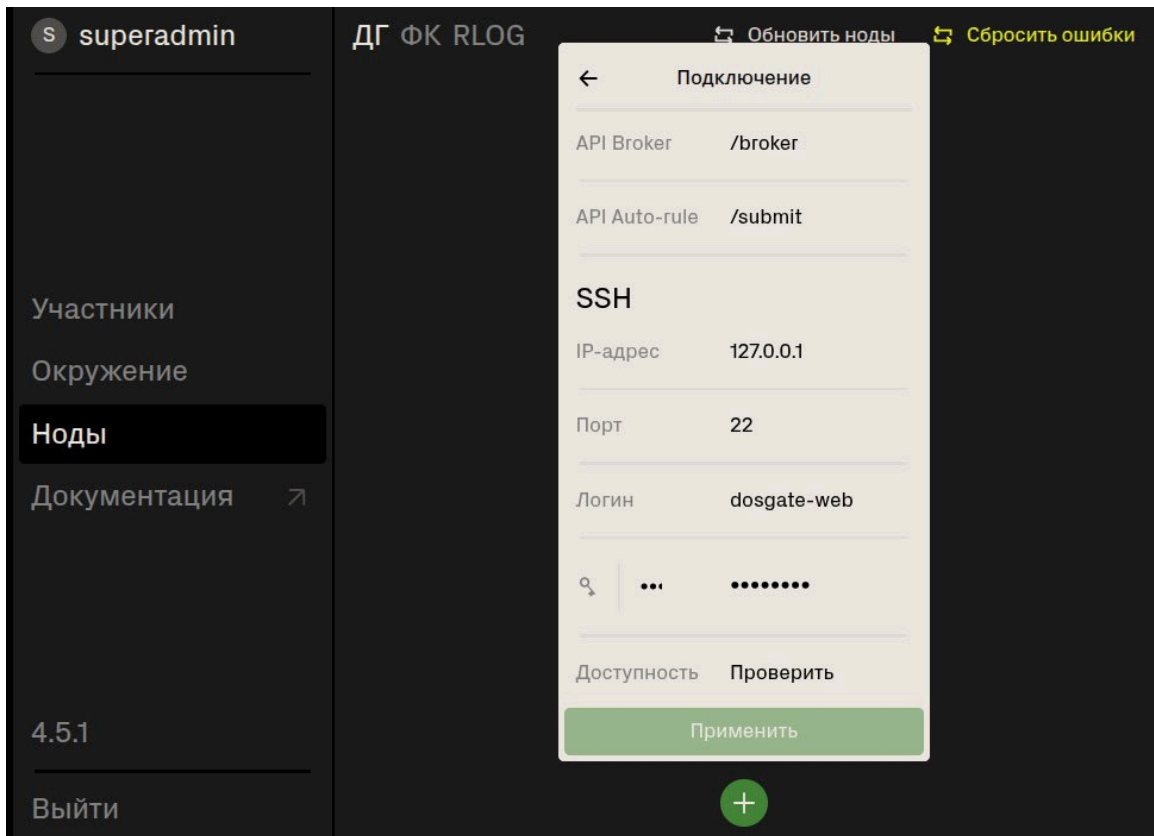 S superadmin
ДГ ФК RLOG
Обновить ноды
Сбросить ошибки
Участники
Окружение
Ноды
Документация
4.5.1
Выйти
Подключение
API Broker /broker
API Auto-rule /submit
SSH
IP-адрес 127.0.0.1
Порт 22
Логин dosgate-web
••• ••••••••
Доступность Проверить
Применить